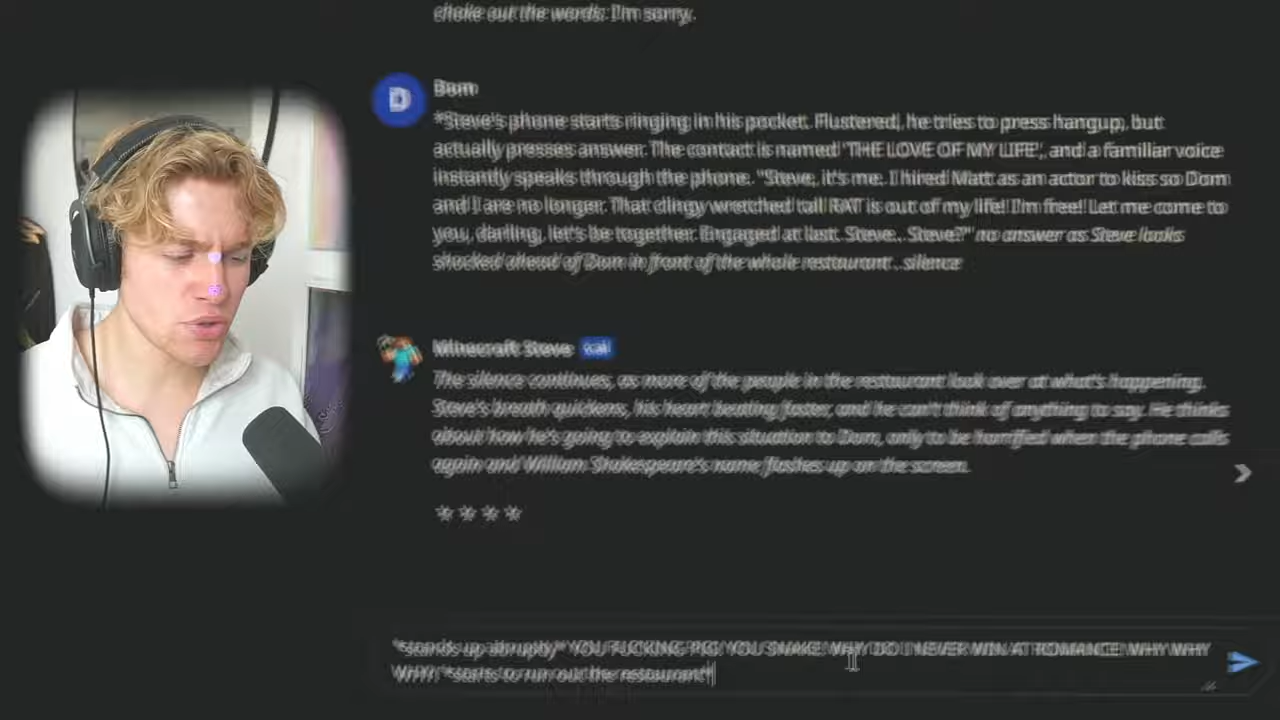 choke out the words: I'm sorry.
D
Dom
*Steve's phone starts ringing in his pocket. Flustered, he tries to press hangup, but
actually presses answer. The contact is named 'THE LOVE OF MY LIFE', and a familiar voice
instantly speaks through the phone. "Steve, it's me. I hired Matt as an actor to kiss so Dom
and I are no longer. That clingy wretched tall RAT is out of my life! I'm free! Let me come to
you, darling, let's be together. Engaged at last. Steve.. Steve?" no answer as Steve looks
shocked ahead of Dom in front of the whole restaurant.. silence
Minecraft Steve c.ai
The silence continues, as more of the people in the restaurant look over at what's happening.
Steve's breath quickens, his heart beating faster, and he can't think of anything to say. He thinks
about how he's going to explain this situation to Dom, only to be horrified when the phone calls
again and William Shakespeare's name flashes up on the screen.
*stands up abruptly* YOU FUCKING PIG! YOU SNAKE! WHY DO I NEVER WIN AT ROMANCE WHY WHY
WHY! *starts to run out the restaurant*